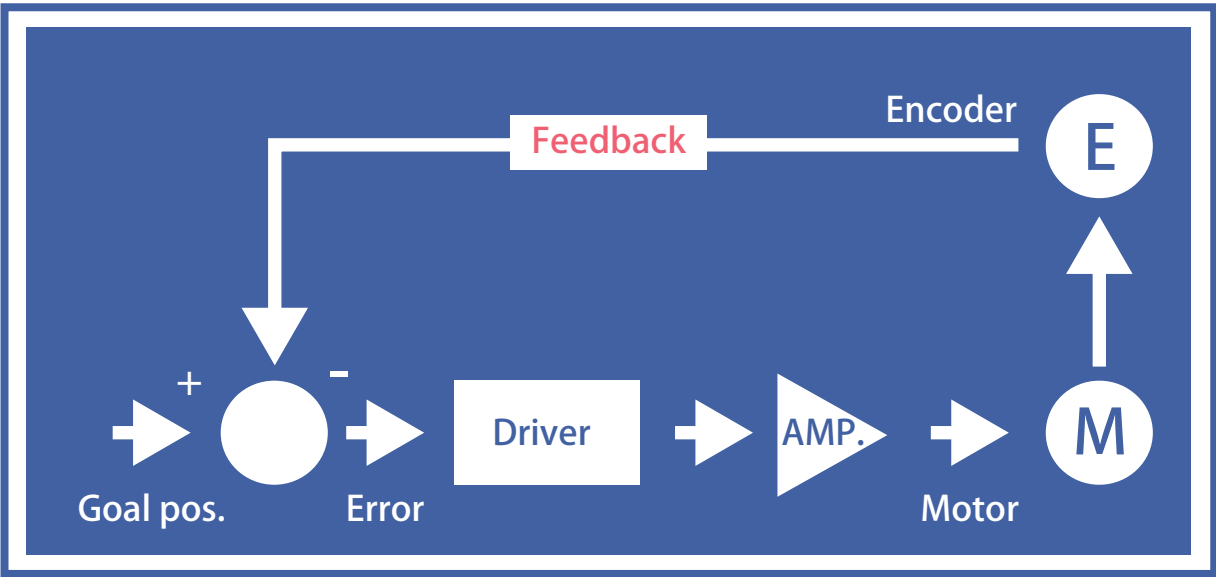 Encoder
E
Feedback
+
-
Driver
AMP.
M
Goal pos.
Error
Motor